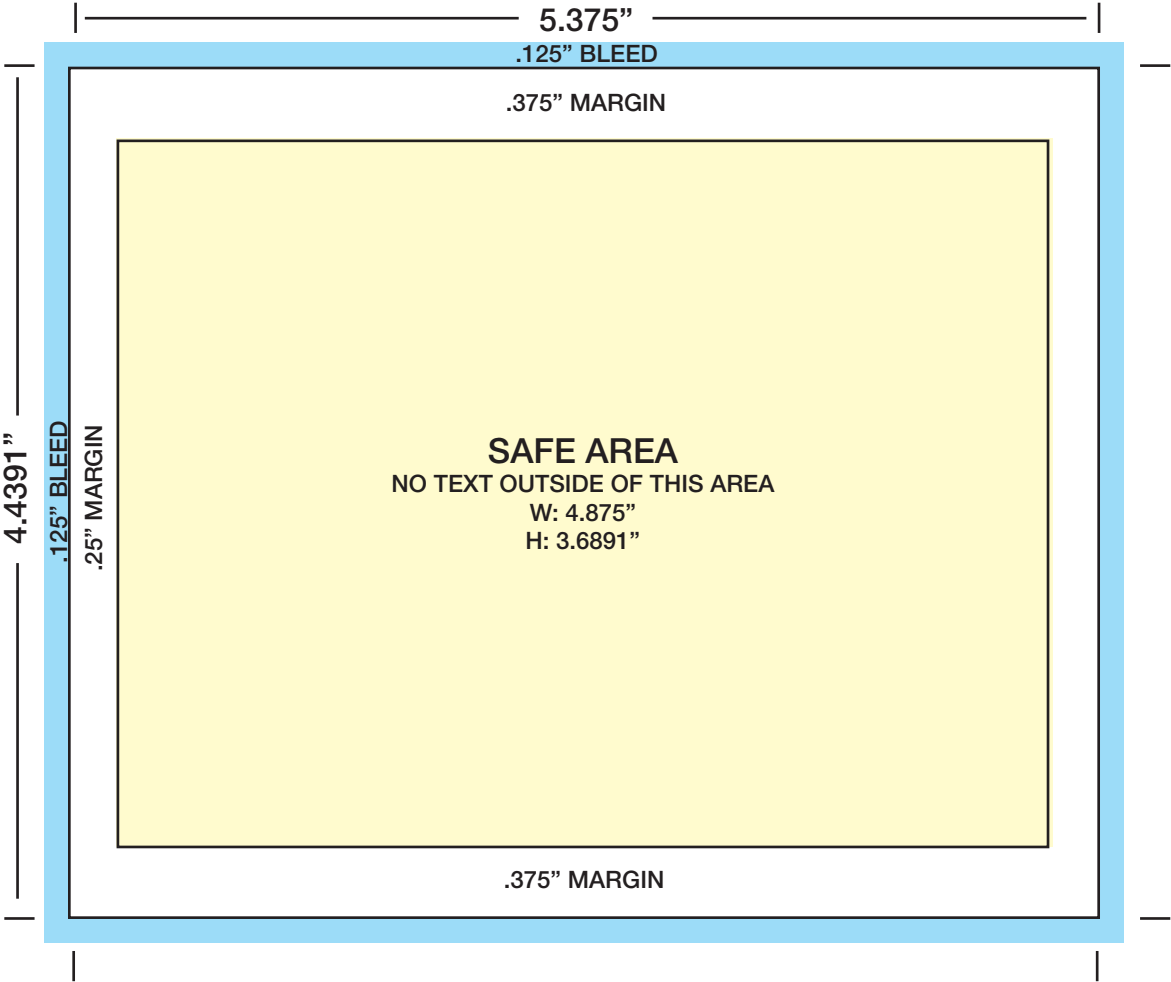 5.375”
.125” BLEED
.375” MARGIN
4.4391”
.125” BLEED
.25” MARGIN
SAFE AREA
NO TEXT OUTSIDE OF THIS AREA
W: 4.875”
H: 3.6891”
.375” MARGIN